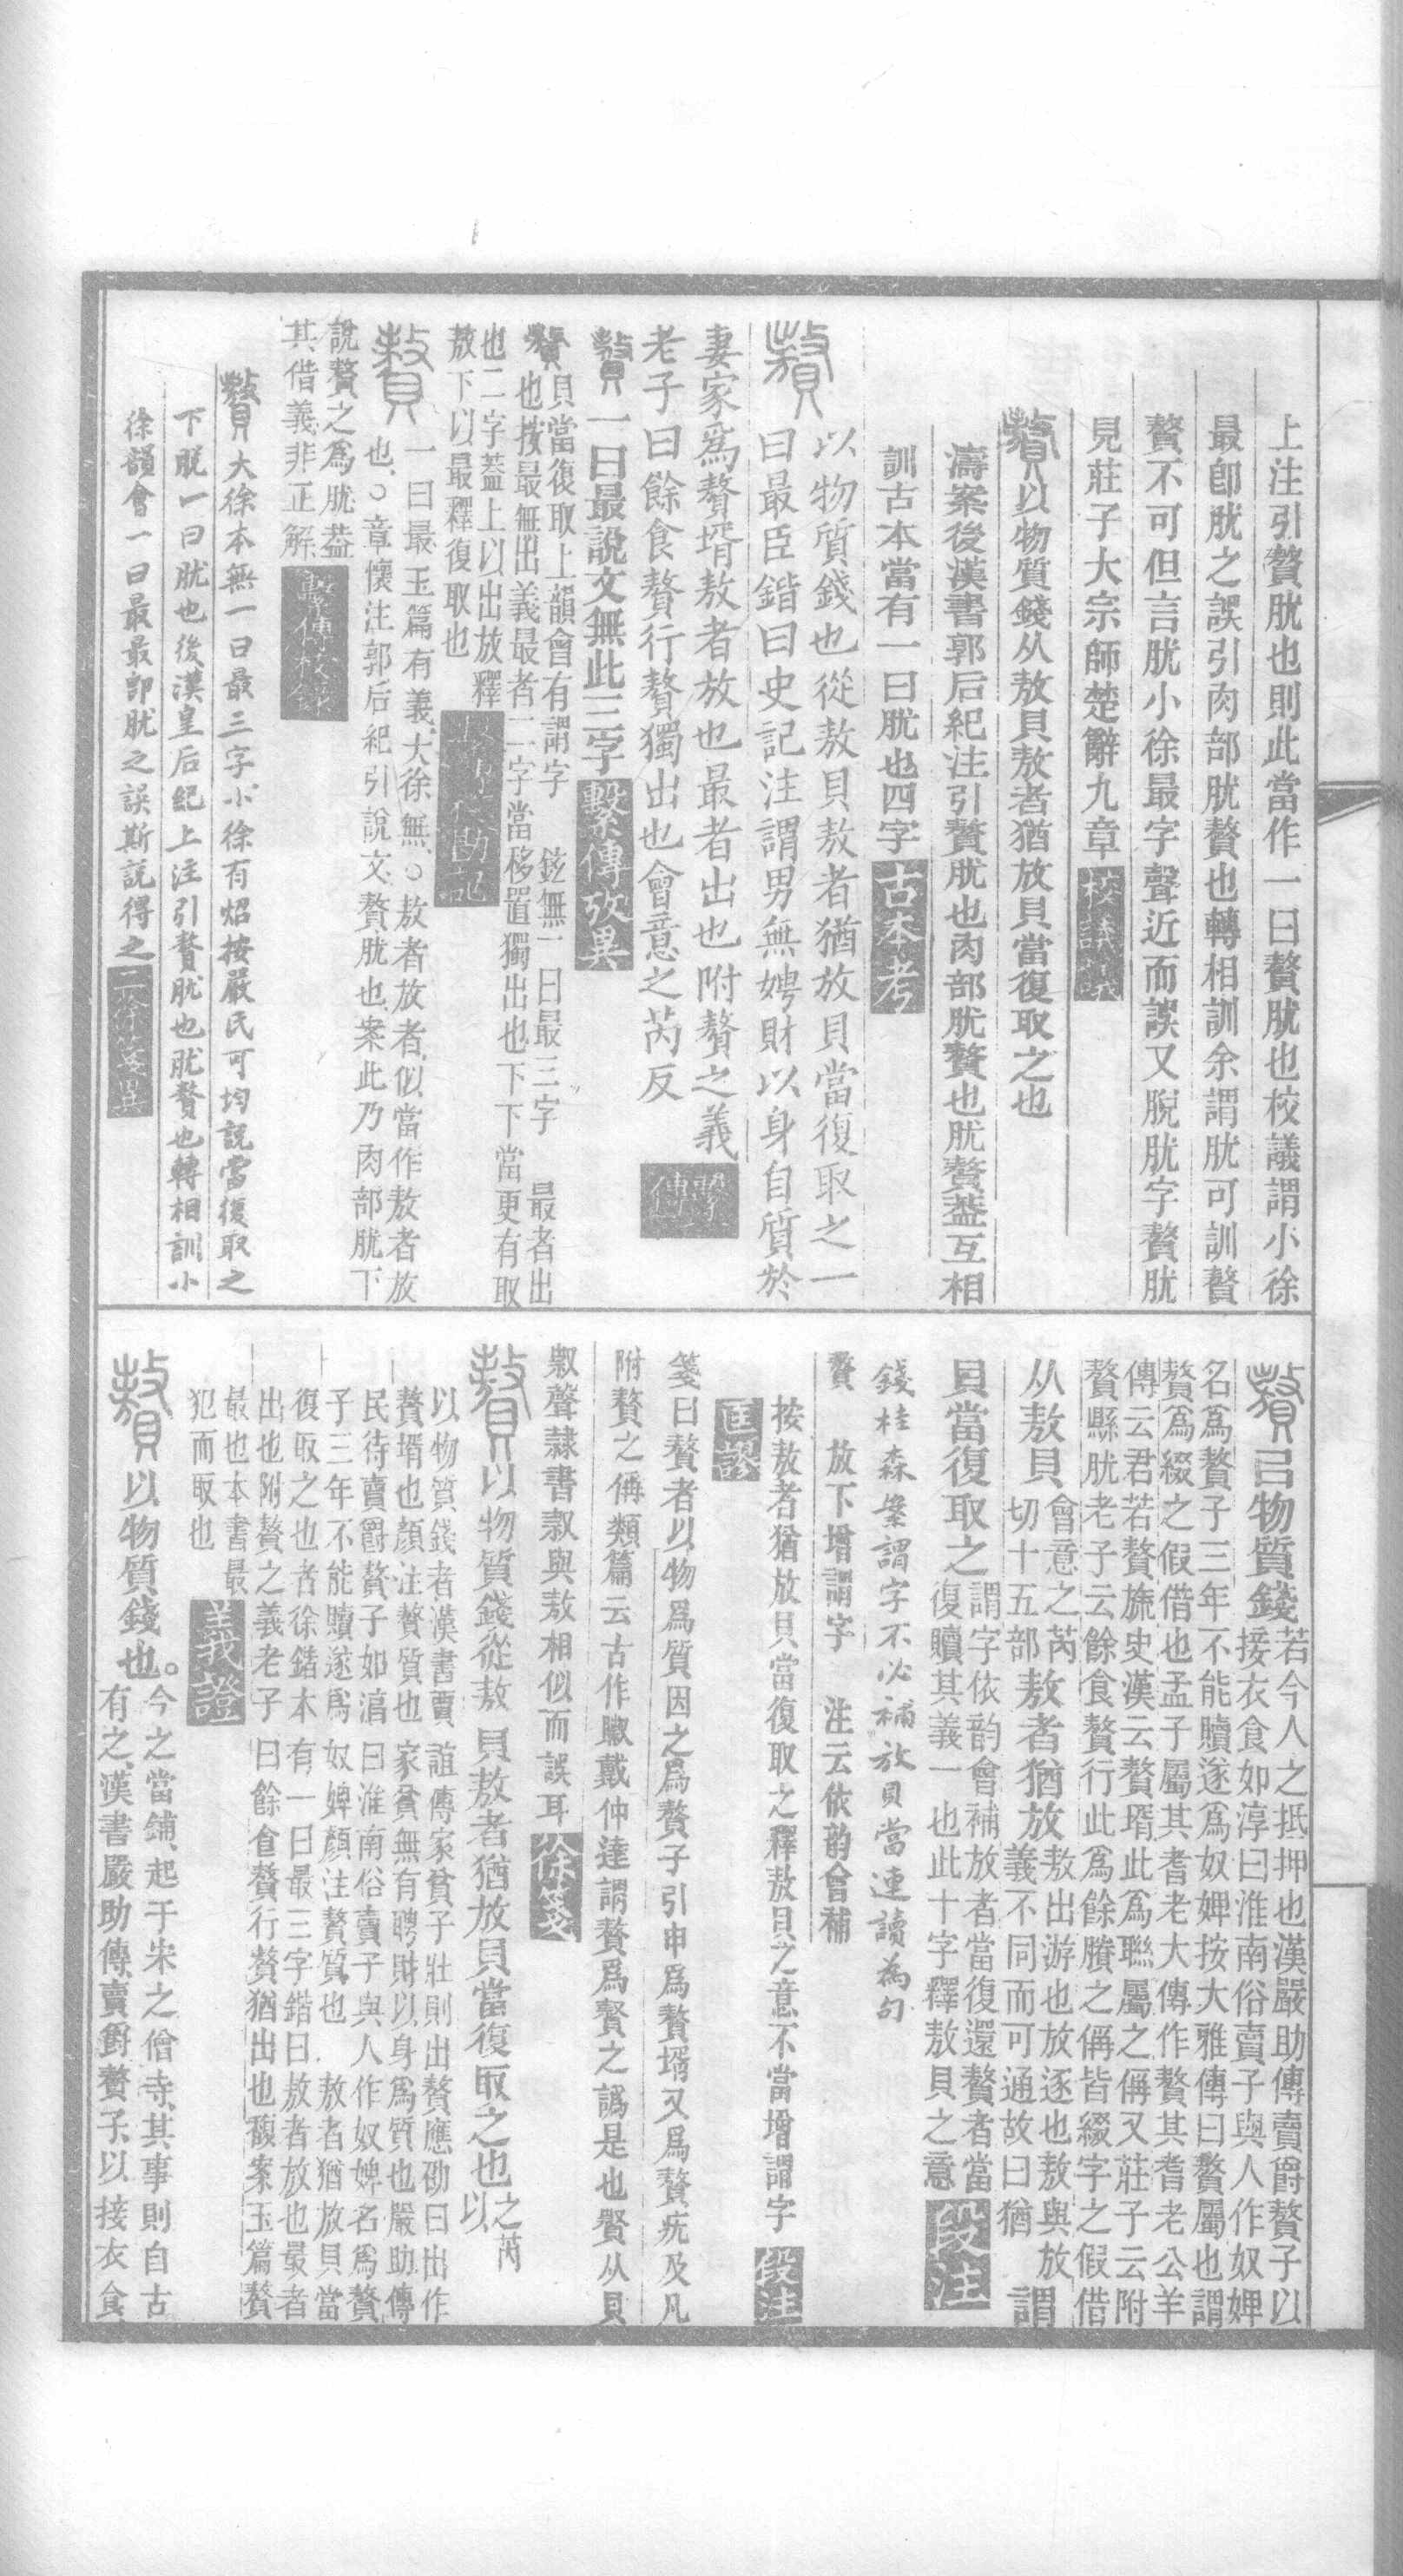 上注引贅肬也則此當作一曰贅肬也校議謂小徐
最卽肬之誤引肉部肬贅也轉相訓余謂肬可訓贅
贅不可但言肬小徐最字聲近而誤又脫肬字贅肬
見莊子大宗師楚辭九章校議議
贅以物質錢从敖貝敖者猶放貝當復取之也
濤案後漢書郭后紀注引贅肬也肉部肬贅也肬贅葢互相
訓古本當有一曰肬也四字古本考
贅以物質錢也從敖貝敖者猶放貝當復取之一
曰最臣鍇曰史記注謂男無娉財以身自質於
妻家爲贅壻敖者放也最者出也附贅之義
老子曰餘食贅行贅獨出也會意之芮反繫傳
贅一曰最說文無此三字繫傳攷異
贅貝當復取上韻會有謂字 鉉無一曰最三字 最者出
也按最無出義最者二字當移置獨出也下下當更有取
也二字葢上以出放釋
敖下以最釋復取也
贅一曰最玉篇有義大徐無○敖者放者似當作敖者放
也○章懷注郭后紀引說文贅肬也案此乃肉部肬下
說贅之爲肬葢
其借義非正解繫傳校錄
贅大徐本無一曰最三字小徐有炤按嚴氏可均說當復取之
下脫一曰肬也後漢皇后紀上注引贅肬也肬贅也轉相訓小
徐韻會一曰最最卽肬之誤斯說得之二徐箋異
贅㠯物質錢若今人之抵押也漢嚴助傳賣爵贅子以
接衣食如淳曰淮南俗賣子與人作奴婢
名爲贅子三年不能贖遂爲奴婢按大雅傳曰贅屬也謂
贅爲綴之假借也孟子屬其耆老大傳作贅其耆老公羊
傳云君若贅旒史漢云贅壻此爲聯屬之偁又莊子云附
贅縣肬老子云餘食贅行此爲餘賸之偁皆綴字之假借
从敖貝會意之芮
切十五部敖者猶放敖出游也放逐也敖與放
義不同而可通故曰猶謂
貝當復取之謂字依韵會補放者當復還贅者當
復贖其義一也此十字釋敖貝之意段注
錢桂森案謂字不必補放貝當連讀為句
贅 放下增謂字 注云依韵會補
按敖者猶放貝當復取之釋敖貝之意不當增謂字段注
匡謬
箋曰贅者以物爲質因之爲贅子引申爲贅壻又爲贅疣及凡
附贅之偁類篇云古作贁戴仲達謂贅爲賢之譌是也贅从貝
敖聲隸書㪣與敖相似而誤耳徐箋
贅以物質錢從敖貝敖者猶放貝當復取之也之芮
以
以物質錢者漢書賈誼傳家貧子壯則出贅應劭曰出作
贅壻也顏注贅質也家貧無有聘財以身爲質也嚴助傳
民待賣爵贅子如湻曰淮南俗賣子與人作奴婢名爲贅
子三年不能贖遂爲奴婢顏注贅質也 敖者猶放貝當
復取之也者徐鍇本有一曰最三字鍇曰敖者放也最者
出也附贅之義老子曰餘食贅行贅猶出也馥案玉篇贅
最也本書最
犯而取也義證
贅以物質錢也。今之當鋪起于宋之僧寺其事則自古
有之漢書嚴助傳賣爵贅子以接衣食